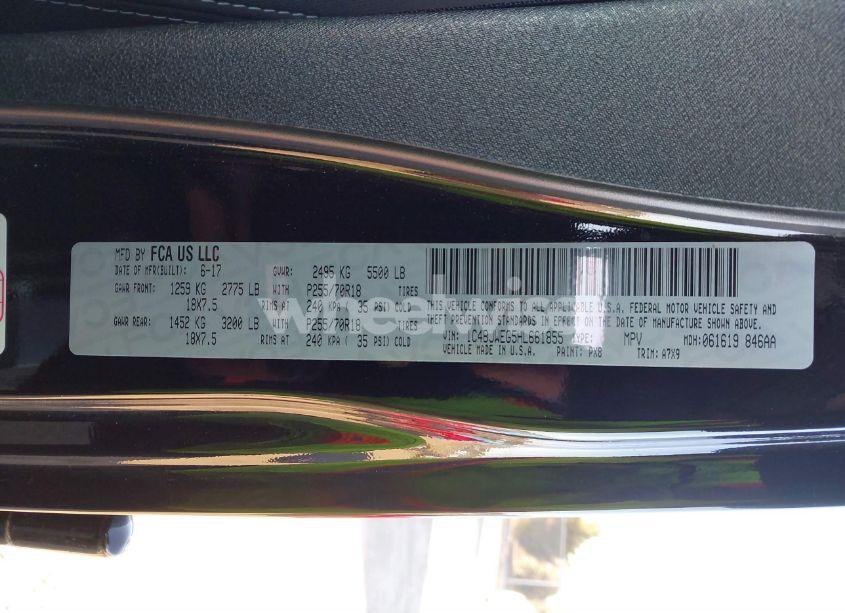 MFD BY FCA US LLC
DATE OF MFR(BUILT): 6-17 GVWR: 2495 KG 5500 LB
GAWR FRONT: 1259 KG 2775 LB WITH P255/70R18 TIRES
18X7.5 RIMS AT 240 KPA ( 35 PSI) COLD
GAWR REAR: 1452 KG 3200 LB WITH P255/70R18 TIRES
18X7.5 RIMS AT 240 KPA ( 35 PSI) COLD
THIS VEHICLE CONFORMS TO ALL APPLICABLE U.S.A. FEDERAL MOTOR VEHICLE SAFETY AND
THEFT PREVENTION STANDARDS IN EFFECT ON THE DATE OF MANUFACTURE SHOWN ABOVE.
VIN: 1C4BJWEG5HL661855 TYPE: MPV MDH: 061619 846AA
VEHICLE MADE IN U.S.A. PAINT: PX8 TRIM: A7X9